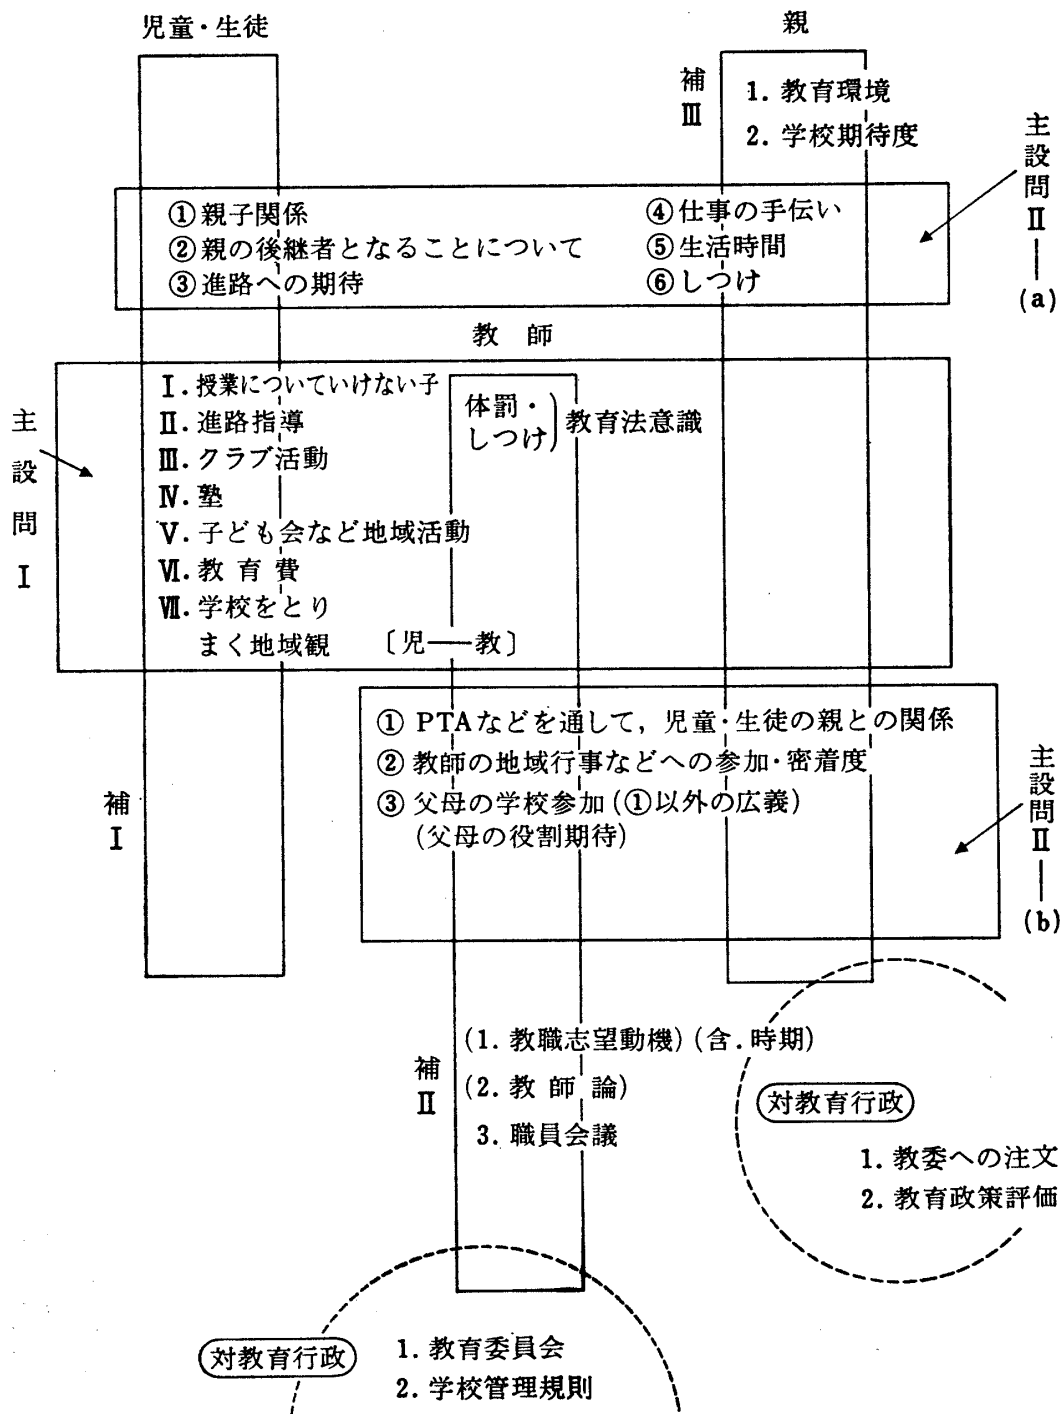 児童・生徒
親
補Ⅲ
1. 教育環境
2. 学校期待度
主設問Ⅱ―(a)
①親子関係
②親の後継者となることについて
③進路への期待
④仕事の手伝い
⑤生活時間
⑥しつけ
教師
主設問Ⅰ
Ⅰ. 授業についていけない子
Ⅱ. 進路指導
Ⅲ. クラブ活動
Ⅳ. 塾
Ⅴ. 子ども会など地域活動
Ⅵ. 教育費
Ⅶ. 学校をとり
まく地域観
〔児―教〕
体罰・
しつけ)
教育法意識
補Ⅰ
① PTAなどを通して，児童・生徒の親との関係
② 教師の地域行事などへの参加・密着度
③ 父母の学校参加(①以外の広義)
(父母の役割期待)
主設問Ⅱ―(b)
補Ⅱ
(1. 教職志望動機)(含.時期)
(2. 教師論)
3. 職員会議
対教育行政
1. 教委への注文
2. 教育政策評価
対教育行政
1. 教育委員会
2. 学校管理規則